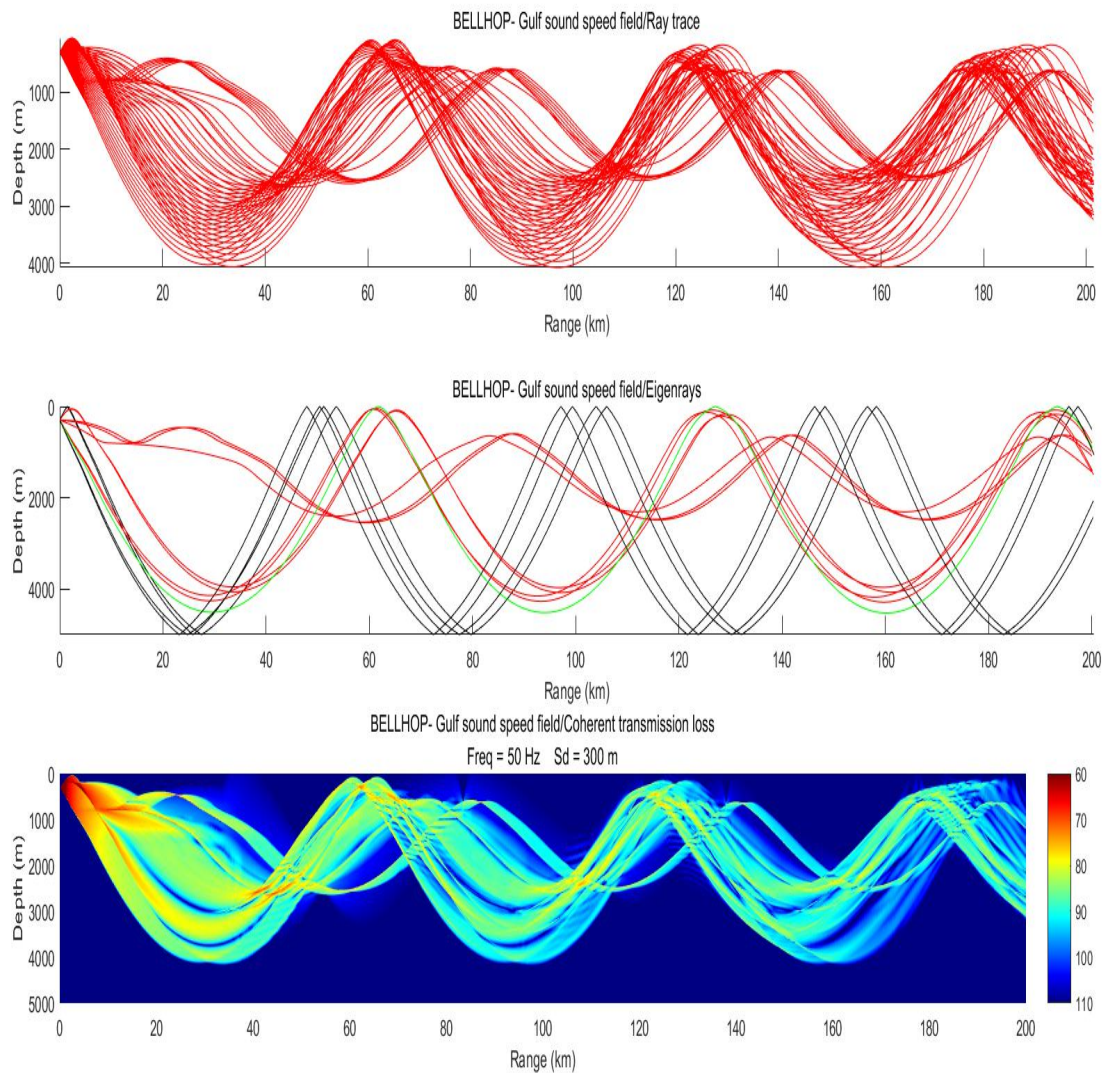 BELLHOP- Gulf sound speed field/Ray trace
1000
2000
3000
4000
Depth (m)
0 20 40 60 80 100 120 140 160 180 200
Range (km)
BELLHOP- Gulf sound speed field/Eigenrays
0
2000
4000
Depth (m)
0 20 40 60 80 100 120 140 160 180 200
Range (km)
BELLHOP- Gulf sound speed field/Coherent transmission loss
Freq = 50 Hz Sd = 300 m
0
1000
2000
3000
4000
5000
Depth (m)
0 20 40 60 80 100 120 140 160 180 200
Range (km)
60
70
80
90
100
110